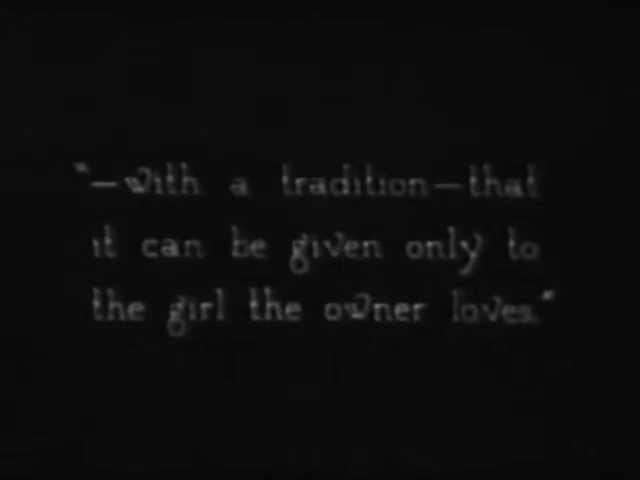 "—with a tradition—that
it can be given only to
the girl the owner loves."